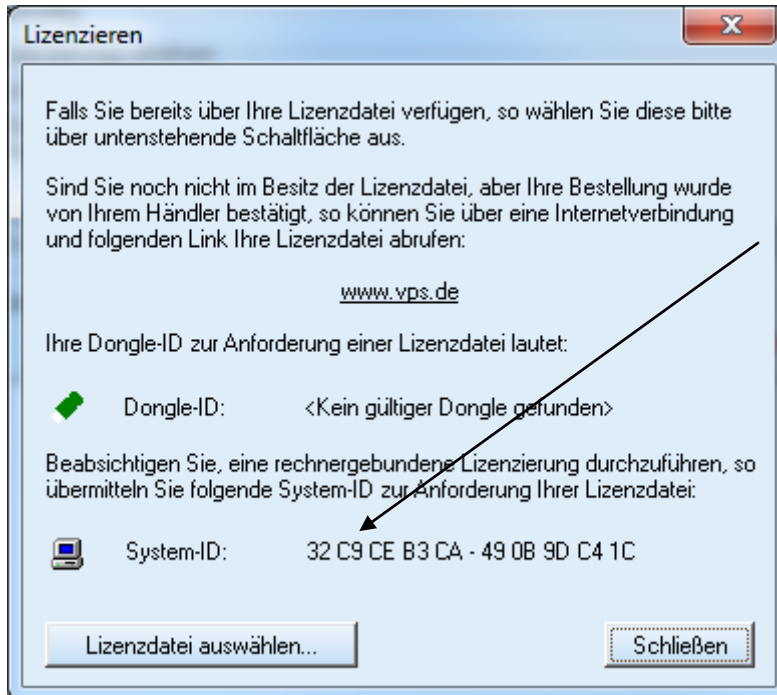 Lizenzieren
Falls Sie bereits über Ihre Lizenzdatei verfügen, so wählen Sie diese bitte
über untenstehende Schaltfläche aus.
Sind Sie noch nicht im Besitz der Lizenzdatei, aber Ihre Bestellung wurde
von Ihrem Händler bestätigt, so können Sie über eine Internetverbindung
und folgenden Link Ihre Lizenzdatei abrufen:
www.vps.de
Ihre Dongle-ID zur Anforderung einer Lizenzdatei lautet:
Dongle-ID: <Kein gültiger Dongle gefunden>
Beabsichtigen Sie, eine rechnergebundene Lizenzierung durchzuführen, so
übermitteln Sie folgende System-ID zur Anforderung Ihrer Lizenzdatei:
System-ID: 32 C9 CE B3 CA - 49 0B 9D C4 1C
Lizenzdatei auswählen... Schließen